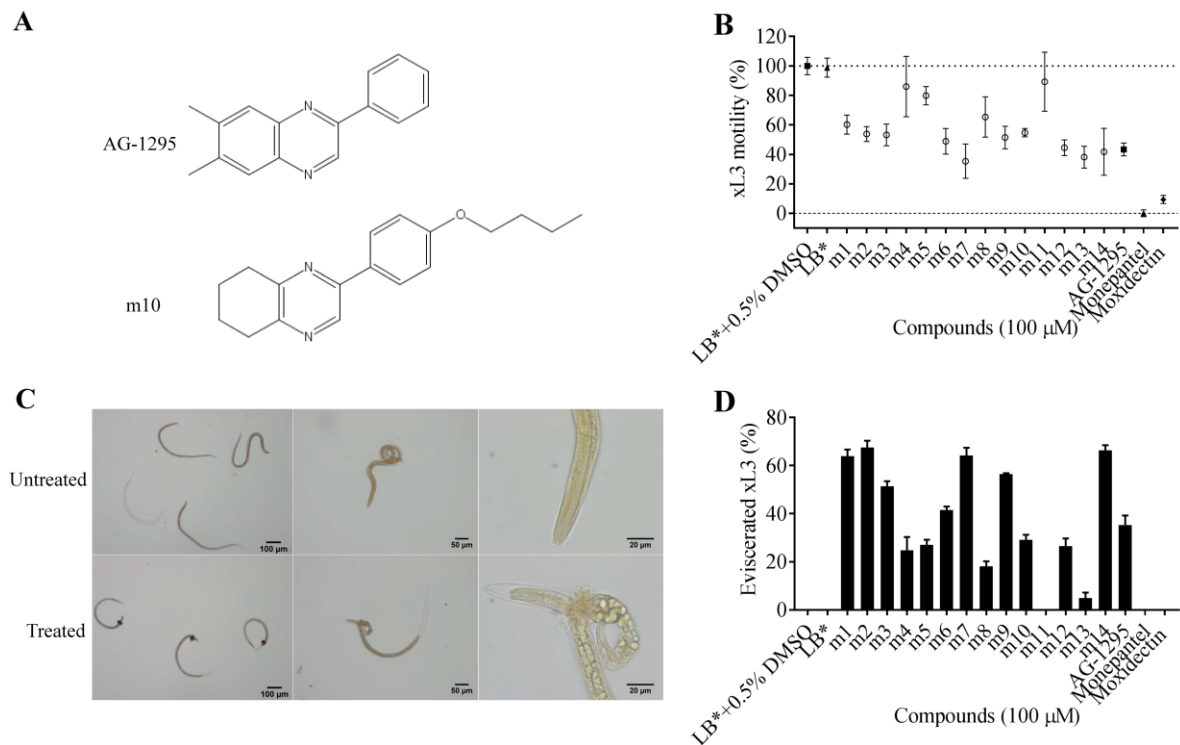 A
N
N
AG-1295
O
N
N
m10
B
xL3 motility (%)
120
100
80
60
40
20
0
LB*+0.5% DMSO
LB*
m1
m2
m3
m4
m5
m6
m7
m8
m9
m10
m11
m12
m13
m14
AG-1295
Monepantel
Moxidectin
Compounds (100 μM)
C
Untreated
100 μm
50 μm
20 μm
Treated
100 μm
50 μm
20 μm
D
Eviscerated xL3 (%)
80
60
40
20
0
LB*+0.5% DMSO
LB*
m1
m2
m3
m4
m5
m6
m7
m8
m9
m10
m11
m12
m13
m14
AG-1295
Monepantel
Moxidectin
Compounds (100 μM)